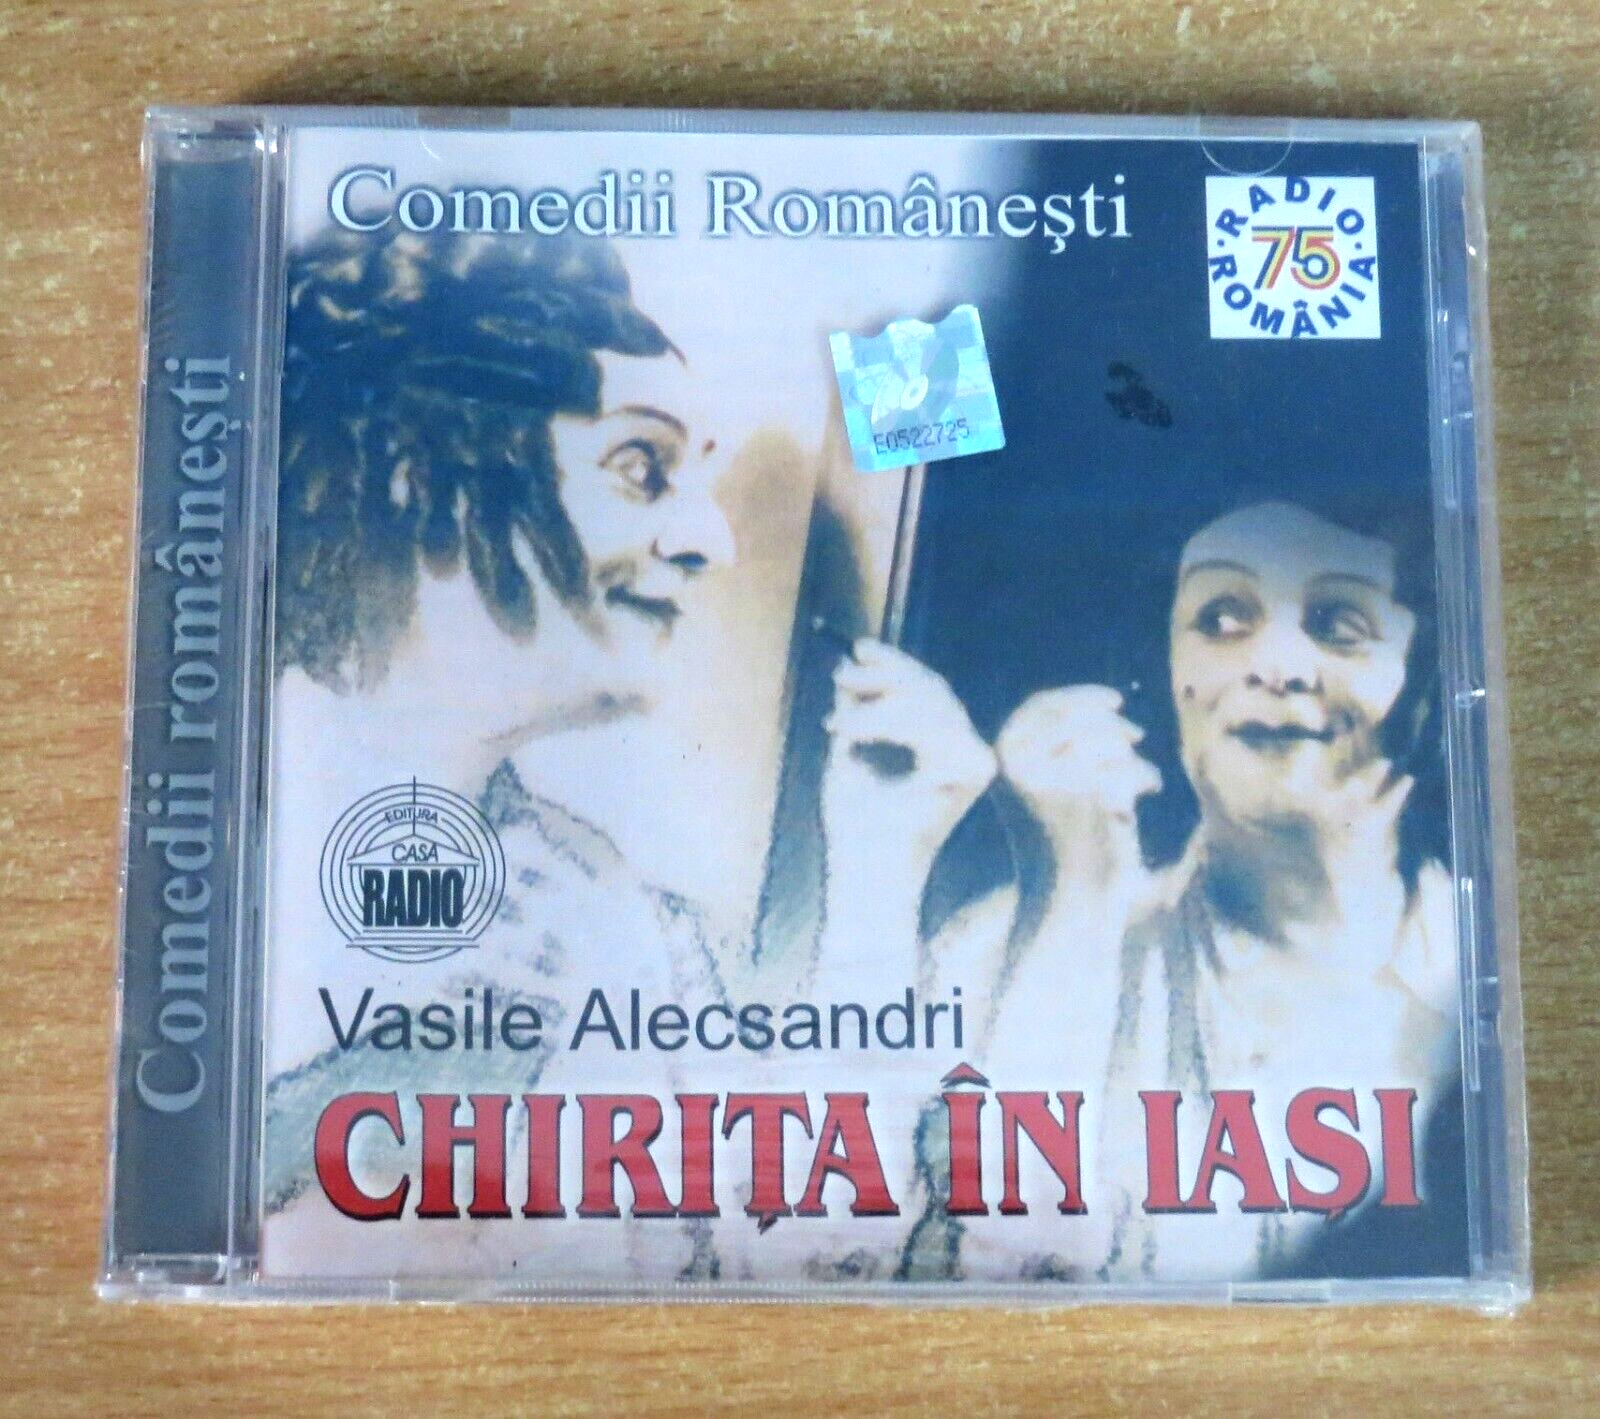 Comedii Românești
RADIO
75
ROMÂNIA
E0522725
Comedii românești
EDITURA
CASA
RADIO
Vasile Alecsandri
CHIRIȚA ÎN IAȘI